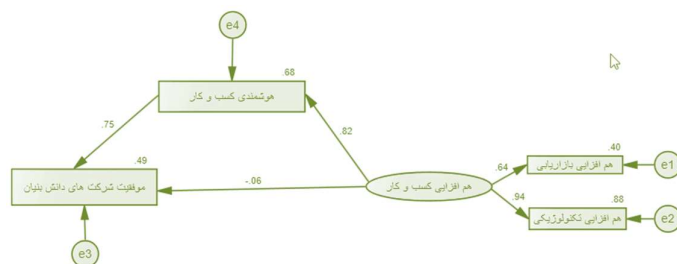 e4
.68
هوشمندی کسب و کار
.75
.82
.49
موفقیت شرکت های دانش بنیان
-.06
هم افزایی کسب و کار
.64
.40
هم افزایی بازاریابی
e1
.94
.88
هم افزایی تکنولوژیکی
e2
e3